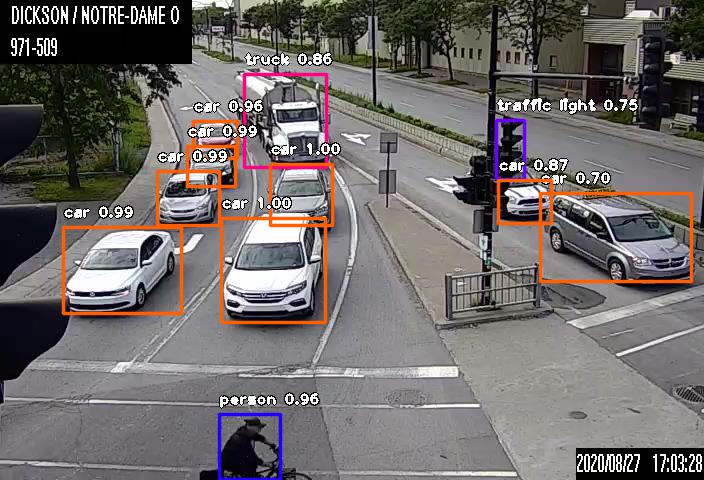 DICKSON / NOTRE-DAME O
971-509
truck 0.86
car 0.96
traffic light 0.75
car 0.99
car 1.00
car 0.99
car 0.87
car 0.70
car 1.00
car 0.99
person 0.96
2020/08/27 17:03:28